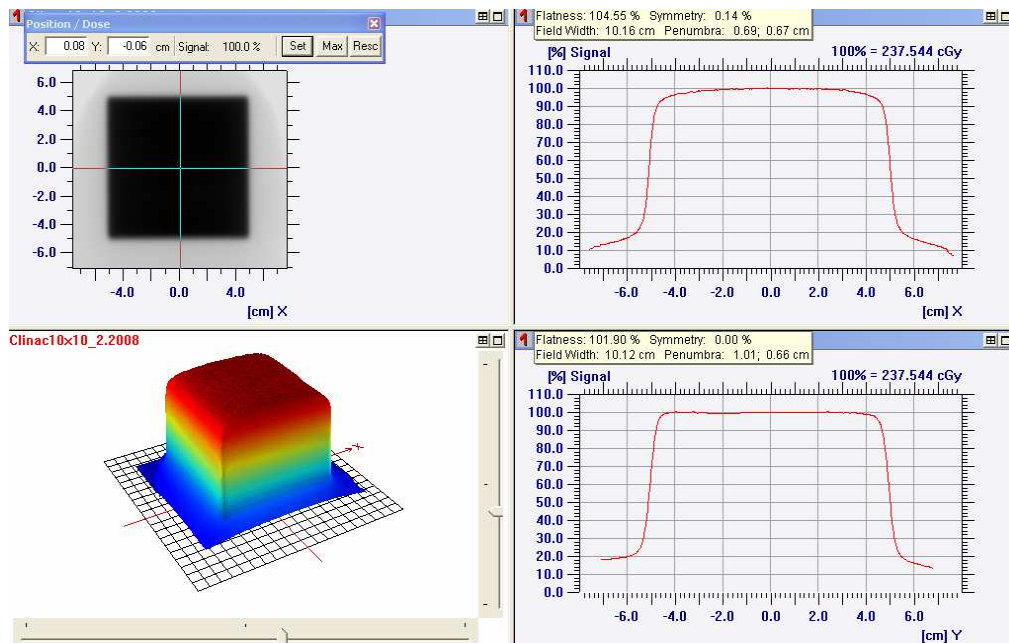 Position / Dose
X: 0.08 Y: -0.06 cm Signal: 100.0 % Set Max Resc
6.0
4.0
2.0
0.0
-2.0
-4.0
-6.0
-4.0 0.0 4.0
[cm] X
Flatness: 104.55 % Symmetry: 0.14 %
Field Width: 10.16 cm Penumbra: 0.69; 0.67 cm
[%] Signal 100% = 237.544 cGy
110.0
100.0
90.0
80.0
70.0
60.0
50.0
40.0
30.0
20.0
10.0
0.0
-6.0 -4.0 -2.0 0.0 2.0 4.0 6.0
[cm] X
Clinac10x10_2.2008
x
Flatness: 101.90 % Symmetry: 0.00 %
Field Width: 10.12 cm Penumbra: 1.01; 0.66 cm
[%] Signal 100% = 237.544 cGy
110.0
100.0
90.0
80.0
70.0
60.0
50.0
40.0
30.0
20.0
10.0
0.0
-6.0 -4.0 -2.0 0.0 2.0 4.0 6.0
[cm] Y